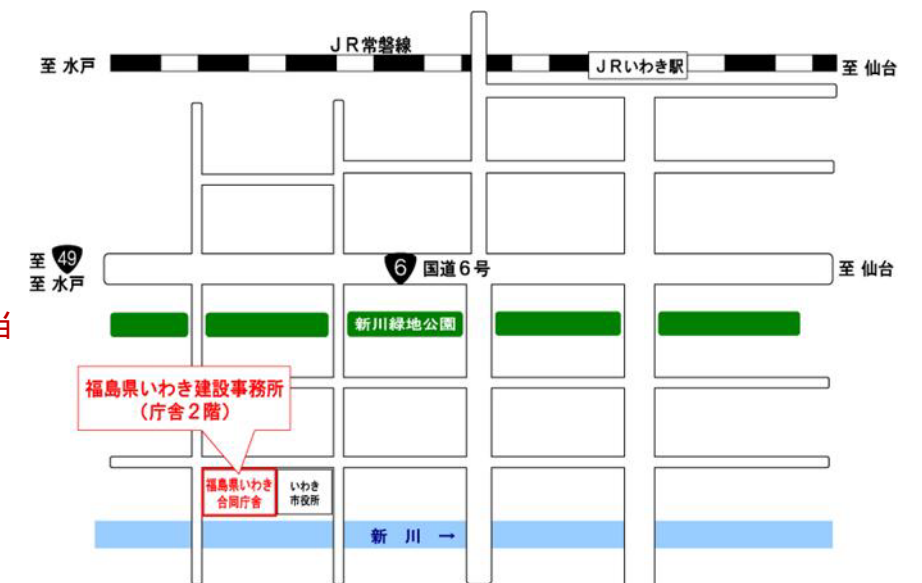 JR常磐線
至 水戸
JRいわき駅
至 仙台
至 49
至 水戸
6 国道6号
至 仙台
当
新川緑地公園
福島県いわき建設事務所
(庁舎2階)
福島県いわき
合同庁舎
いわき
市役所
新 川 →